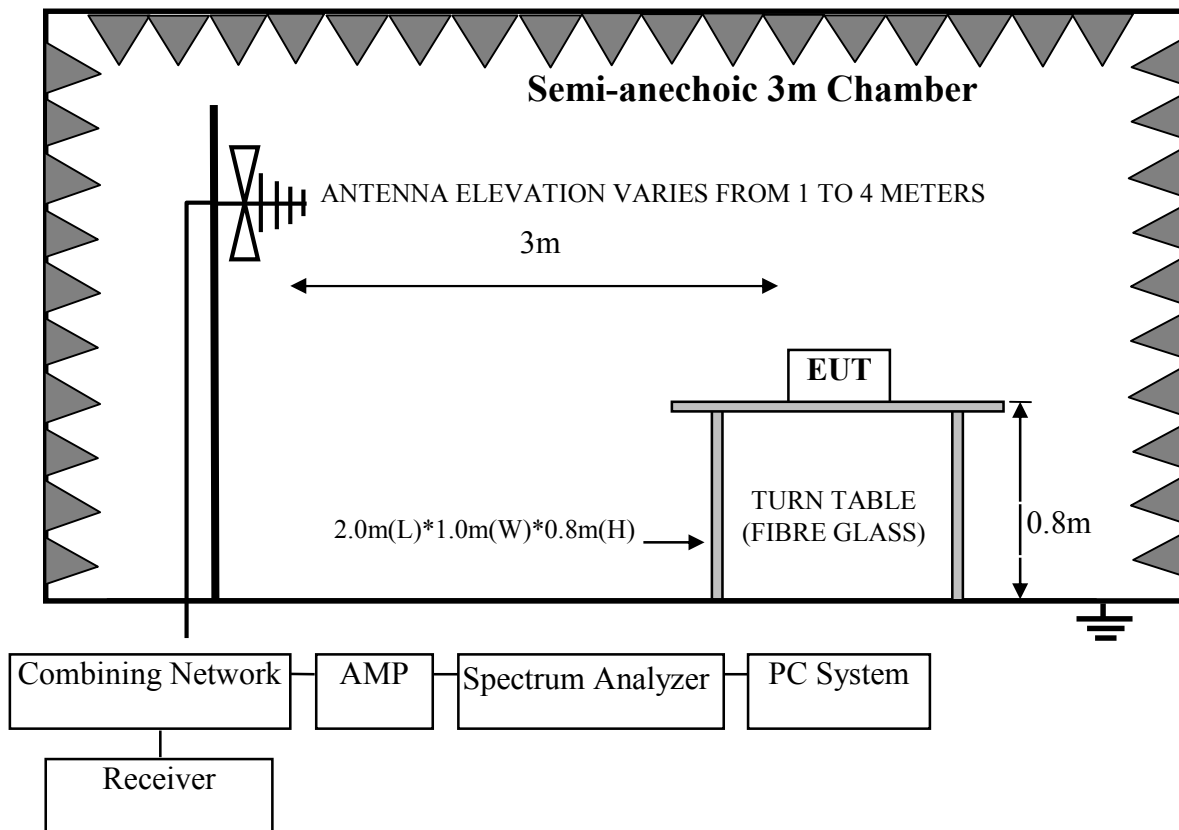 Semi-anechoic 3m Chamber
ANTENNA ELEVATION VARIES FROM 1 TO 4 METERS
3m
EUT
TURN TABLE
(FIBRE GLASS)
2.0m(L)*1.0m(W)*0.8m(H)
0.8m
Combining Network
AMP
Spectrum Analyzer
PC System
Receiver